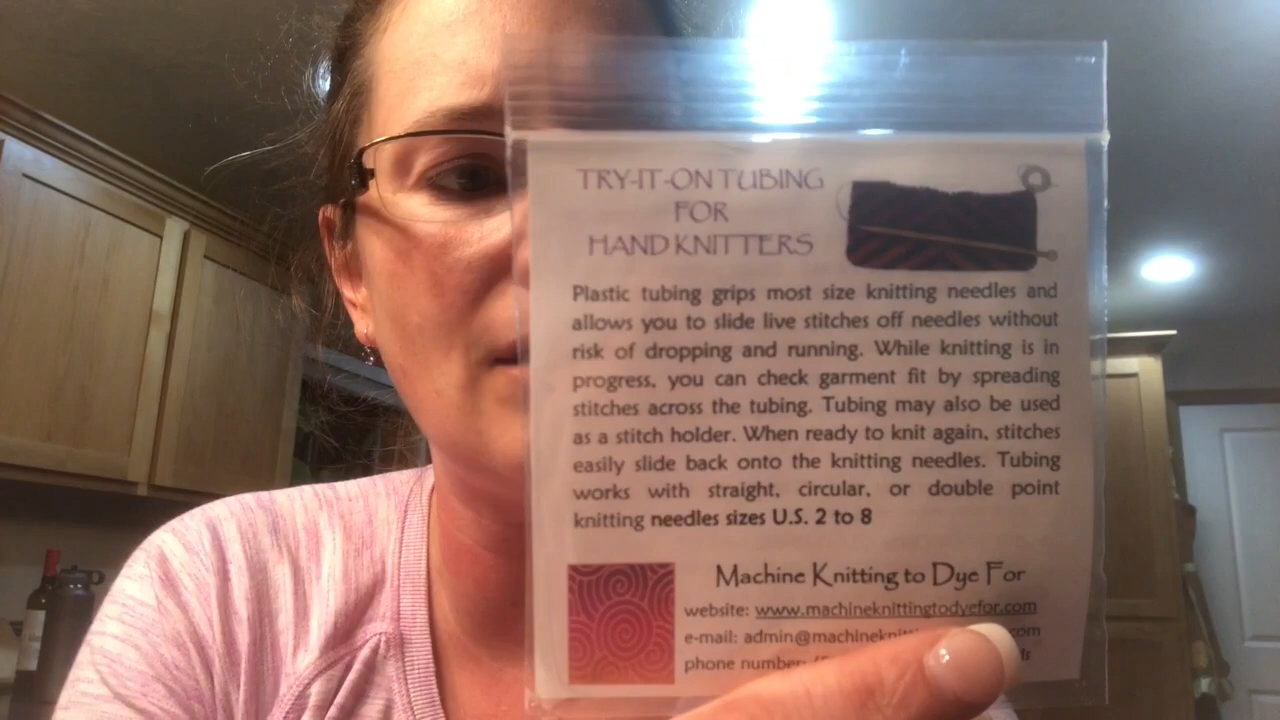 TRY-IT-ON TUBING
FOR
HAND KNITTERS
Plastic tubing grips most size knitting needles and
allows you to slide live stitches off needles without
risk of dropping and running. While knitting is in
progress, you can check garment fit by spreading
stitches across the tubing. Tubing may also be used
as a stitch holder. When ready to knit again, stitches
easily slide back onto the knitting needles. Tubing
works with straight, circular, or double point
knitting needles sizes U.S. 2 to 8
Machine Knitting to Dye For
website: www.machineknittingtodyefor.com
e-mail: admin@machineknitti com
phone number: